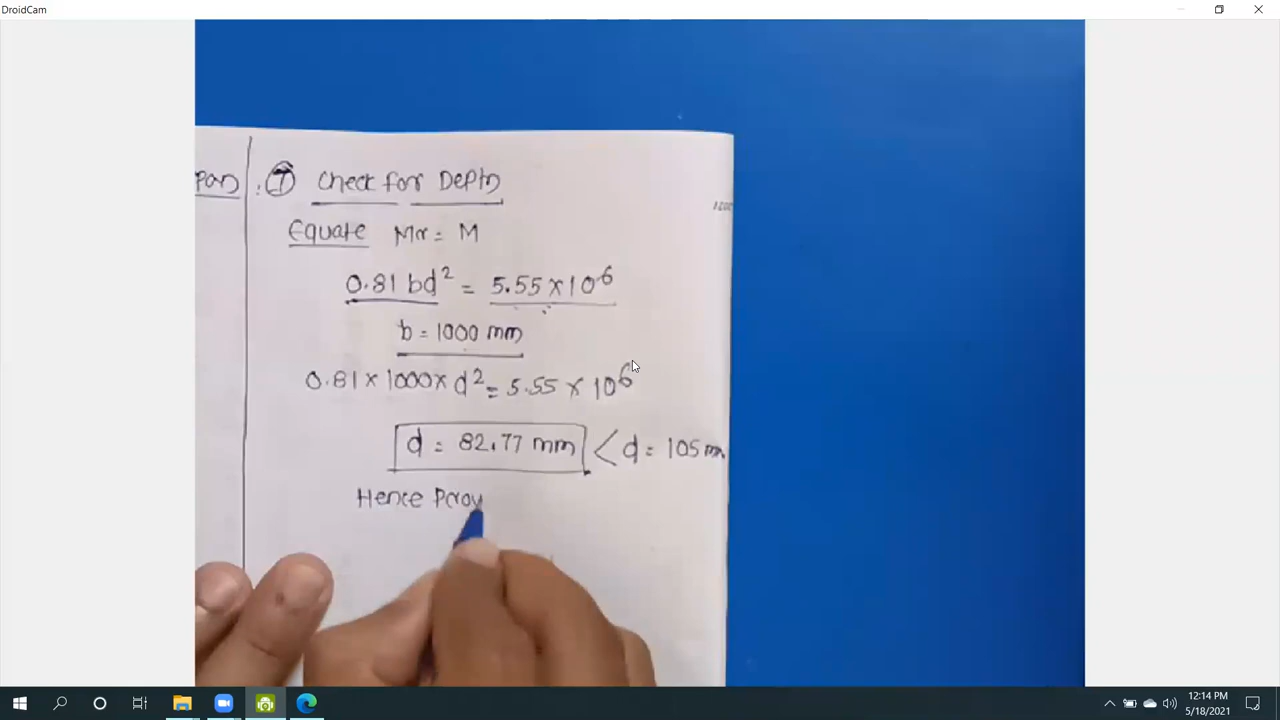 DroidCam
pan
: 7 Check for Depth
Equate Mr = M
0.81 bd² = 5.55 × 10⁶
b = 1000 mm
0.81 × 1000 × d² = 5.55 × 10⁶
d = 82.77 mm < d = 105 mm
Hence Prov
12:14 PM
5/18/2021